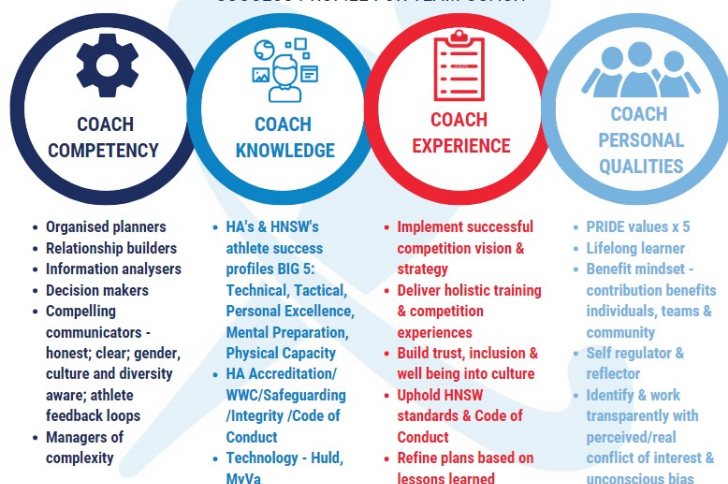 SUCCESS PROFILE FOR TEAM COACH
COACH
COMPETENCY
• Organised planners
• Relationship builders
• Information analysers
• Decision makers
• Compelling
communicators -
honest; clear; gender,
culture and diversity
aware; athlete
feedback loops
• Managers of
complexity
COACH
KNOWLEDGE
• HA's & HNSW's
athlete success
profiles BIG 5:
Technical, Tactical,
Personal Excellence,
Mental Preparation,
Physical Capacity
• HA Accreditation/
WWC/Safeguarding
/Integrity /Code of
Conduct
• Technology - Huld,
MyVa
COACH
EXPERIENCE
• Implement successful
competition vision &
strategy
• Deliver holistic training
& competition
experiences
• Build trust, inclusion &
well being into culture
• Uphold HNSW
standards & Code of
Conduct
• Refine plans based on
lessons learned
COACH
PERSONAL
QUALITIES
• PRIDE values x 5
• Lifelong learner
• Benefit mindset -
contribution benefits
individuals, teams &
community
• Self regulator &
reflector
• Identify & work
transparently with
perceived/real
conflict of interest &
unconscious bias